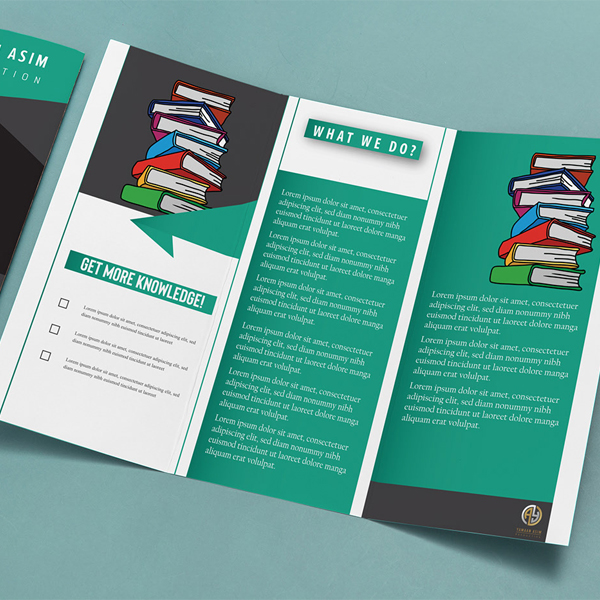 ASIM
GET MORE KNOWLEDGE!
Lorem ipsum dolor sit amet, consectetuer adipiscing elit, sed
diam nonummy nibh euismod tincidunt ut laoreet
Lorem ipsum dolor sit amet, consectetuer adipiscing elit, sed
diam nonummy nibh euismod tincidunt ut laoreet
Lorem ipsum dolor sit amet, consectetuer adipiscing elit, sed
diam nonummy nibh euismod tincidunt ut laoreet
WHAT WE DO?
Lorem ipsum dolor sit amet, consectetuer
adipiscing elit, sed diam nonummy nibh
euismod tincidunt ut laoreet dolore manga
aliquam erat volutpat.
Lorem ipsum dolor sit amet, consectetuer
adipiscing elit, sed diam nonummy nibh
euismod tincidunt ut laoreet dolore manga
aliquam erat volutpat.
Lorem ipsum dolor sit amet, consectetuer
adipiscing elit, sed diam nonummy nibh
euismod tincidunt ut laoreet dolore manga
aliquam erat volutpat.
Lorem ipsum dolor sit amet, consectetuer
adipiscing elit, sed diam nonummy nibh
euismod tincidunt ut laoreet dolore manga
aliquam erat volutpat.
Lorem ipsum dolor sit amet, consectetuer
adipiscing elit, sed diam nonummy nibh
euismod tincidunt ut laoreet dolore manga
aliquam erat volutpat.
Lorem ipsum dolor sit amet, consectetuer
adipiscing elit, sed diam nonummy nibh
euismod tincidunt ut laoreet dolore manga
aliquam erat volutpat.
Lorem ipsum dolor sit amet, consectetuer
adipiscing elit, sed diam nonummy nibh
euismod tincidunt ut laoreet dolore manga
aliquam erat volutpat.
Lorem ipsum dolor sit amet, consectetuer
adipiscing elit, sed diam nonummy nibh
euismod tincidunt ut laoreet dolore manga
aliquam erat volutpat.
Lorem ipsum dolor sit amet, consectetuer
adipiscing elit, sed diam nonummy nibh
euismod tincidunt ut laoreet dolore manga
aliquam erat volutpat.